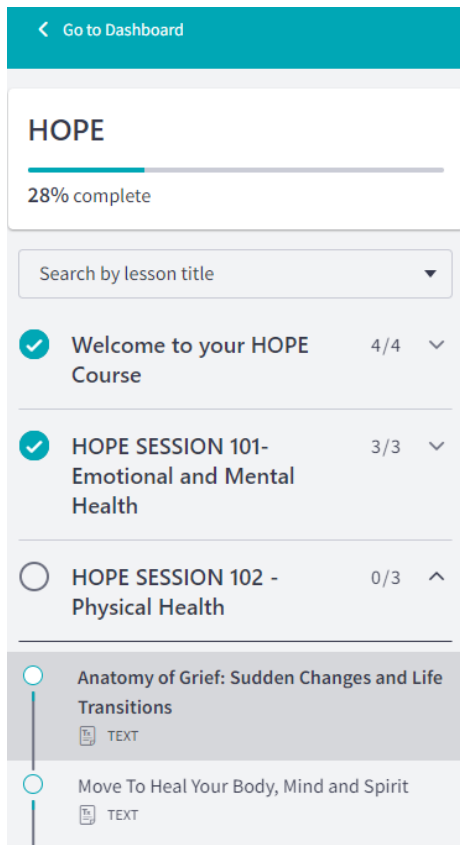 Go to Dashboard
HOPE
28% complete
Search by lesson title
Welcome to your HOPE
Course
4/4
HOPE SESSION 101-
Emotional and Mental
Health
3/3
HOPE SESSION 102 -
Physical Health
0/3
Anatomy of Grief: Sudden Changes and Life
Transitions
TEXT
Move To Heal Your Body, Mind and Spirit
TEXT